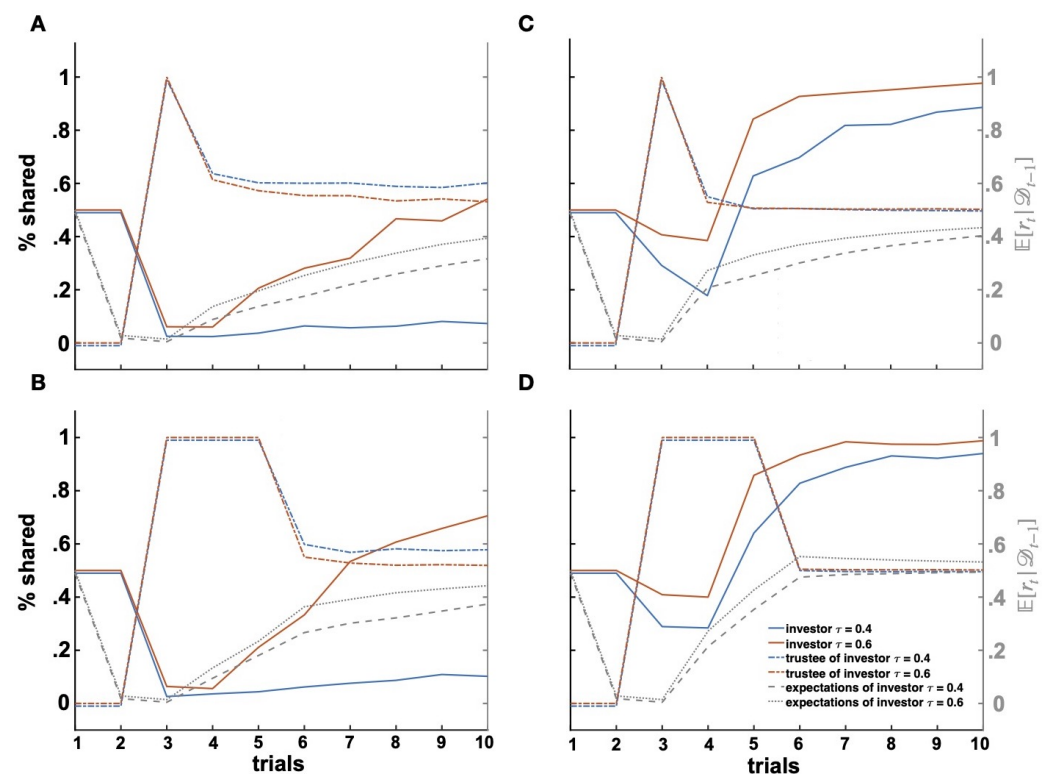 A
1
.8
.6
.4
.2
0
% shared
C
1
.8
.6
.4
.2
0
𝔼[r_t | 𝒟_{t−1}]
B
1
.8
.6
.4
.2
0
% shared
1 2 3 4 5 6 7 8 9 10
trials
D
1
.8
.6
.4
.2
0
𝔼[r_t | 𝒟_{t−1}]
investor τ = 0.4
investor τ = 0.6
trustee of investor τ = 0.4
trustee of investor τ = 0.6
expectations of investor τ = 0.4
expectations of investor τ = 0.6
1 2 3 4 5 6 7 8 9 10
trials